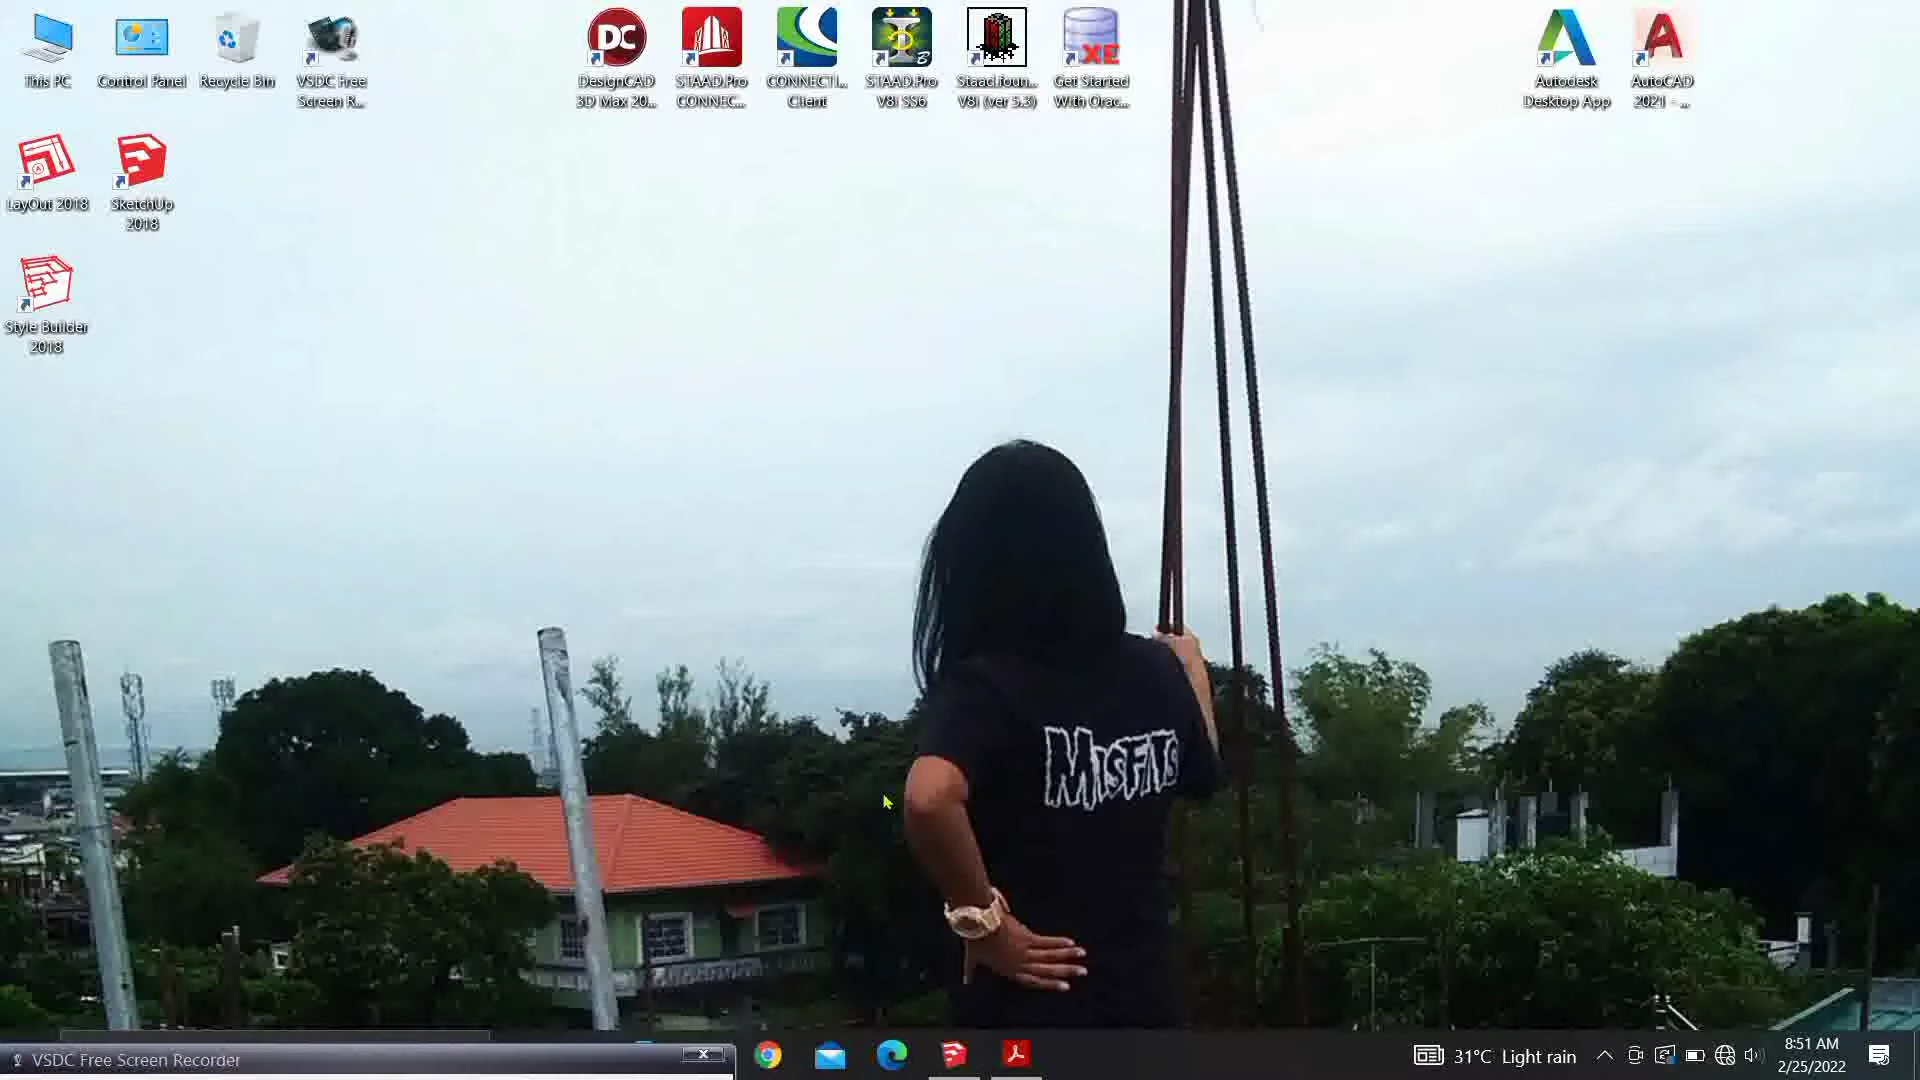 This PC
Control Panel
Recycle Bin
VSDC Free
Screen R...
DC
DesignCAD
3D Max 20...
STAAD.Pro
CONNEC...
CONNECTI...
Client
B
STAAD.Pro
V8i SS6
Staad.foun...
V8i (ver 5.3)
XE
Get Started
With Orac...
Autodesk
Desktop App
A
AutoCAD
2021 - ...
LayOut 2018
SketchUp
2018
Style Builder
2018
MISFITS
VSDC Free Screen Recorder
x
31°C Light rain
8:51 AM
2/25/2022